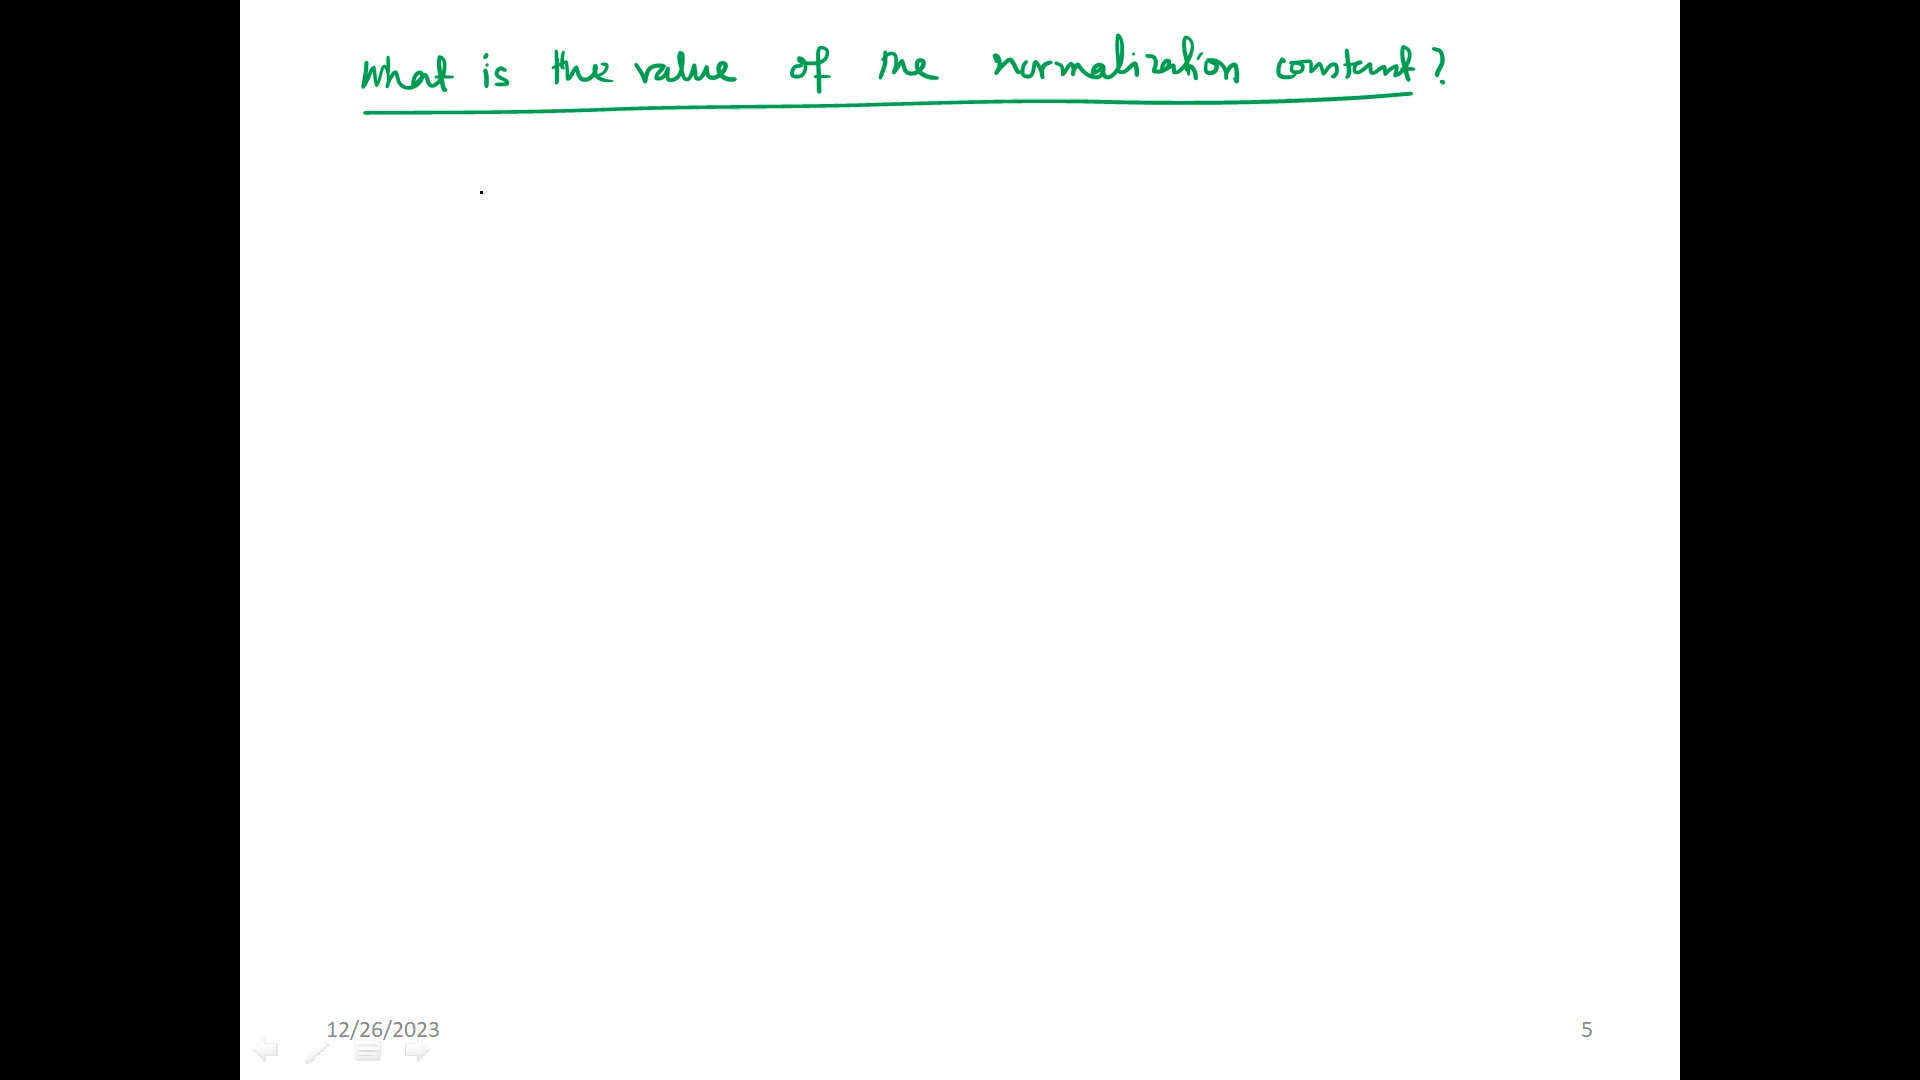 What is the value of the normalization constant ?
12/26/2023
5